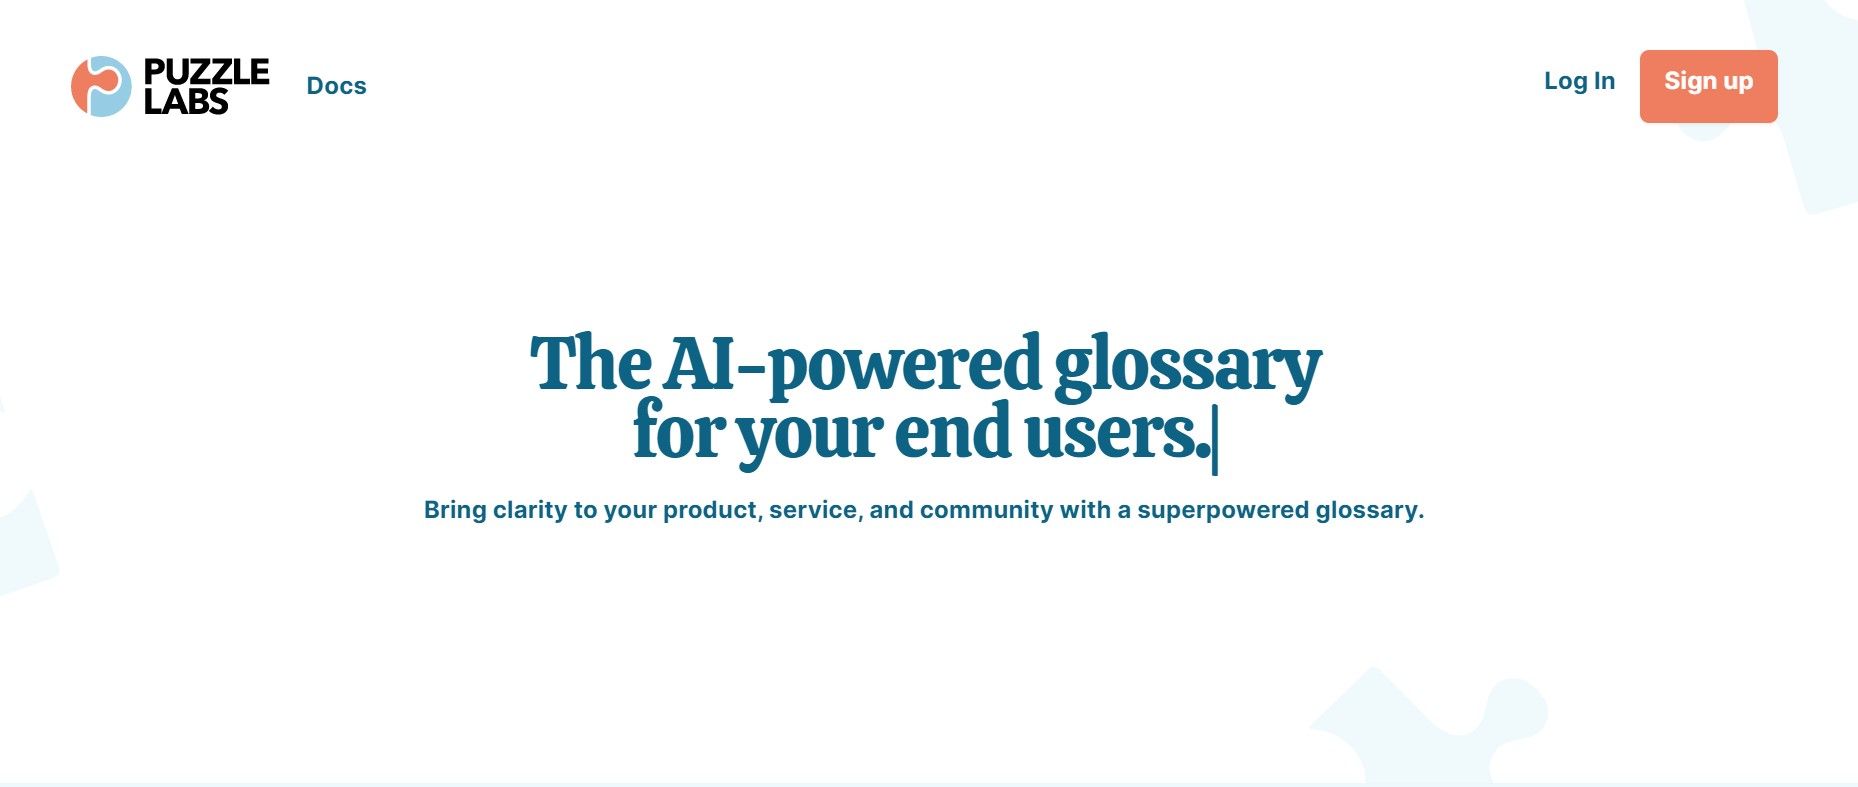 PUZZLE
LABS
Docs
Log In
Sign up
The AI-powered glossary
for your end users.
Bring clarity to your product, service, and community with a superpowered glossary.